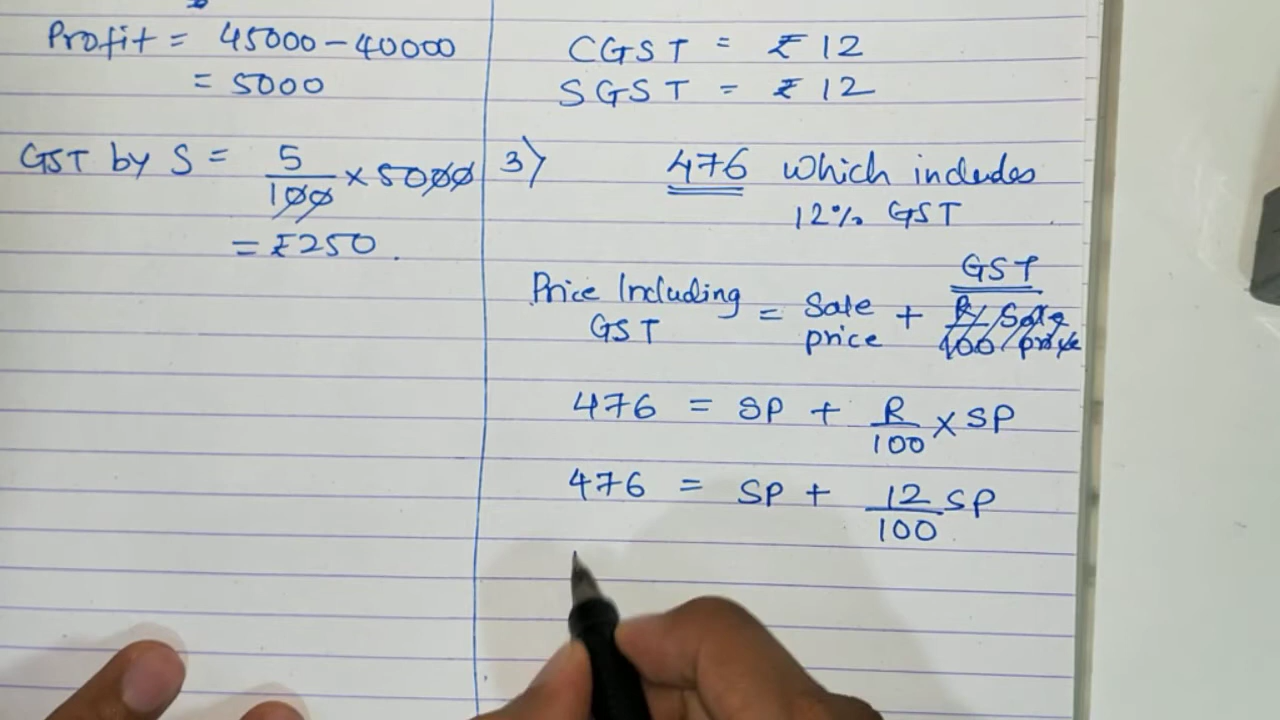 Profit = 45000 - 40000
= 5000
GST by S = 5/100 × 5000
= ₹250.
CGST = ₹12
SGST = ₹12
3) 476 which includes
12% GST
Price Including GST = Sale price + GST
R/100 Sale price
476 = SP + R/100 × SP
476 = SP + 12/100 SP